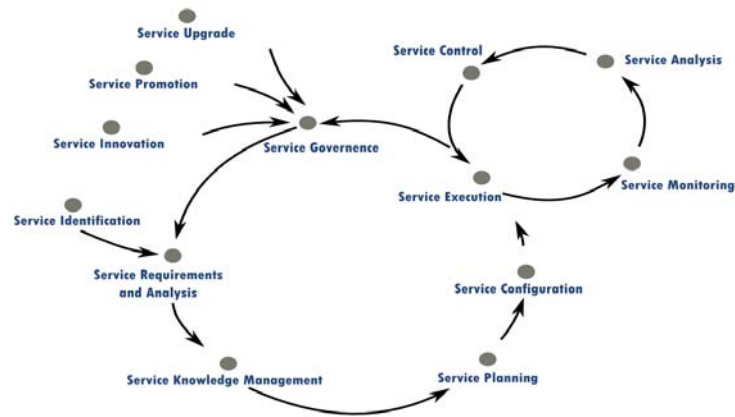 Service Upgrade
Service Control
Service Analysis
Service Promotion
Service Innovation
Service Governence
Service Execution
Service Monitoring
Service Identification
Service Requirements
and Analysis
Service Configuration
Service Knowledge Management
Service Planning